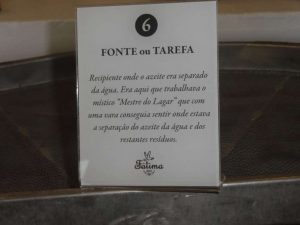 6
FONTE ou TAREFA
Recipiente onde o azeite era separado
da água. Era aqui que trabalhava o
místico "Mestre do Lagar" que com
uma vara conseguia sentir onde estava
a separação do azeite da água e dos
restantes resíduos.
Fátima